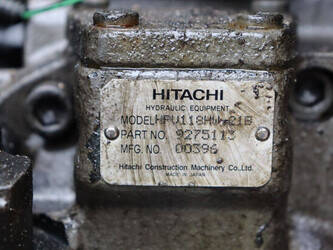 HITACHI
HYDRAULIC EQUIPMENT
MODEL HPV118HW-21B
PART NO. 9275113
MFG. NO. 00396
Hitachi Construction Machinery Co., Ltd.
MADE IN JAPAN